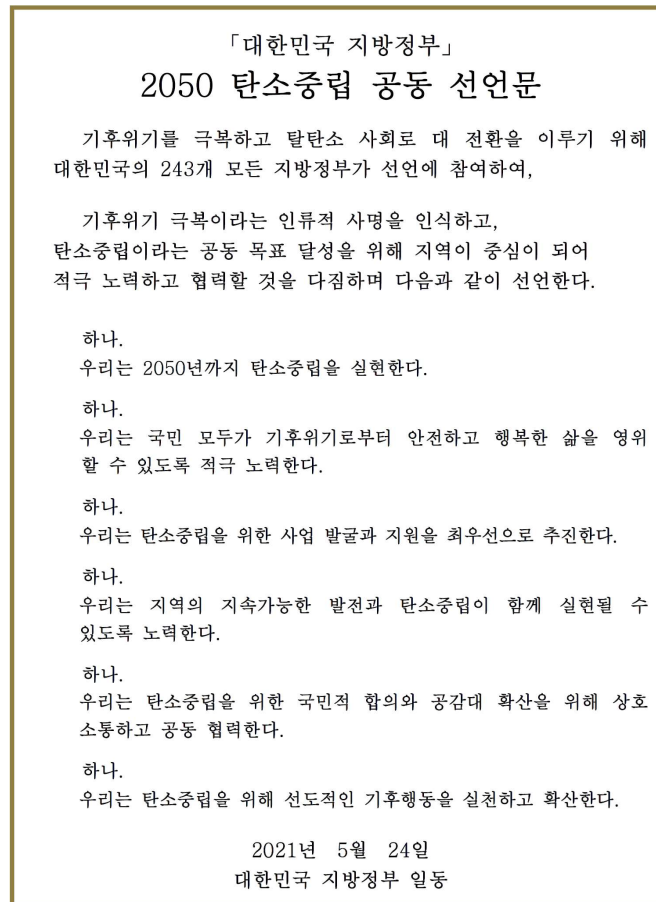 「대한민국 지방정부」
2050 탄소중립 공동 선언문
기후위기를 극복하고 탈탄소 사회로 대 전환을 이루기 위해
대한민국의 243개 모든 지방정부가 선언에 참여하여,
기후위기 극복이라는 인류적 사명을 인식하고,
탄소중립이라는 공동 목표 달성을 위해 지역이 중심이 되어
적극 노력하고 협력할 것을 다짐하며 다음과 같이 선언한다.
하나.
우리는 2050년까지 탄소중립을 실현한다.
하나.
우리는 국민 모두가 기후위기로부터 안전하고 행복한 삶을 영위
할 수 있도록 적극 노력한다.
하나.
우리는 탄소중립을 위한 사업 발굴과 지원을 최우선으로 추진한다.
하나.
우리는 지역의 지속가능한 발전과 탄소중립이 함께 실현될 수
있도록 노력한다.
하나.
우리는 탄소중립을 위한 국민적 합의와 공감대 확산을 위해 상호
소통하고 공동 협력한다.
하나.
우리는 탄소중립을 위해 선도적인 기후행동을 실천하고 확산한다.
2021년 5월 24일
대한민국 지방정부 일동